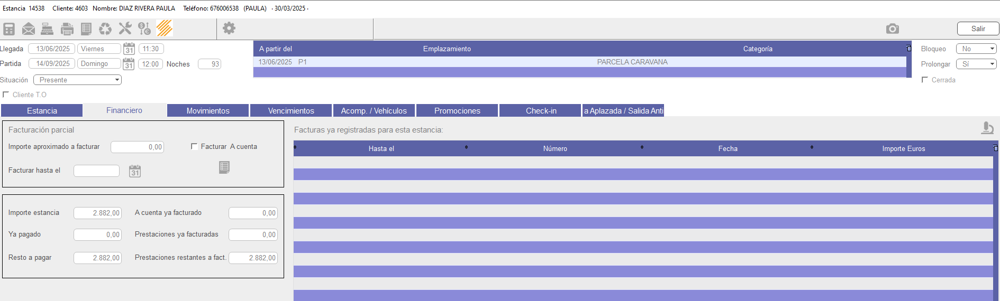 Estancia 14538 Cliente: 4603 Nombre: DIAZ RIVERA PAULA Teléfono: 676006538 (PAULA) · 30/03/2025 ·
Salir
Llegada 13/06/2025 Viernes 31 11:30
Partida 14/09/2025 Domingo 31 12:00 Noches 93
Situación Presente
Cliente T.O
A partir del Emplazamiento Categoría
13/06/2025 P1 PARCELA CARAVANA
Bloqueo No
Prolongar Sí
Cerrada
Estancia Financiero Movimientos Vencimientos Acomp. / Vehículos Promociones Check-in a Aplazada / Salida Anti
Facturación parcial
Importe aproximado a facturar 0,00 Facturar A cuenta
Facturar hasta el 31
Importe estancia 2.882,00 A cuenta ya facturado 0,00
Ya pagado 0,00 Prestaciones ya facturadas 0,00
Resto a pagar 2.882,00 Prestaciones restantes a fact. 2.882,00
Facturas ya registradas para esta estancia:
Hasta el Número Fecha Importe Euros